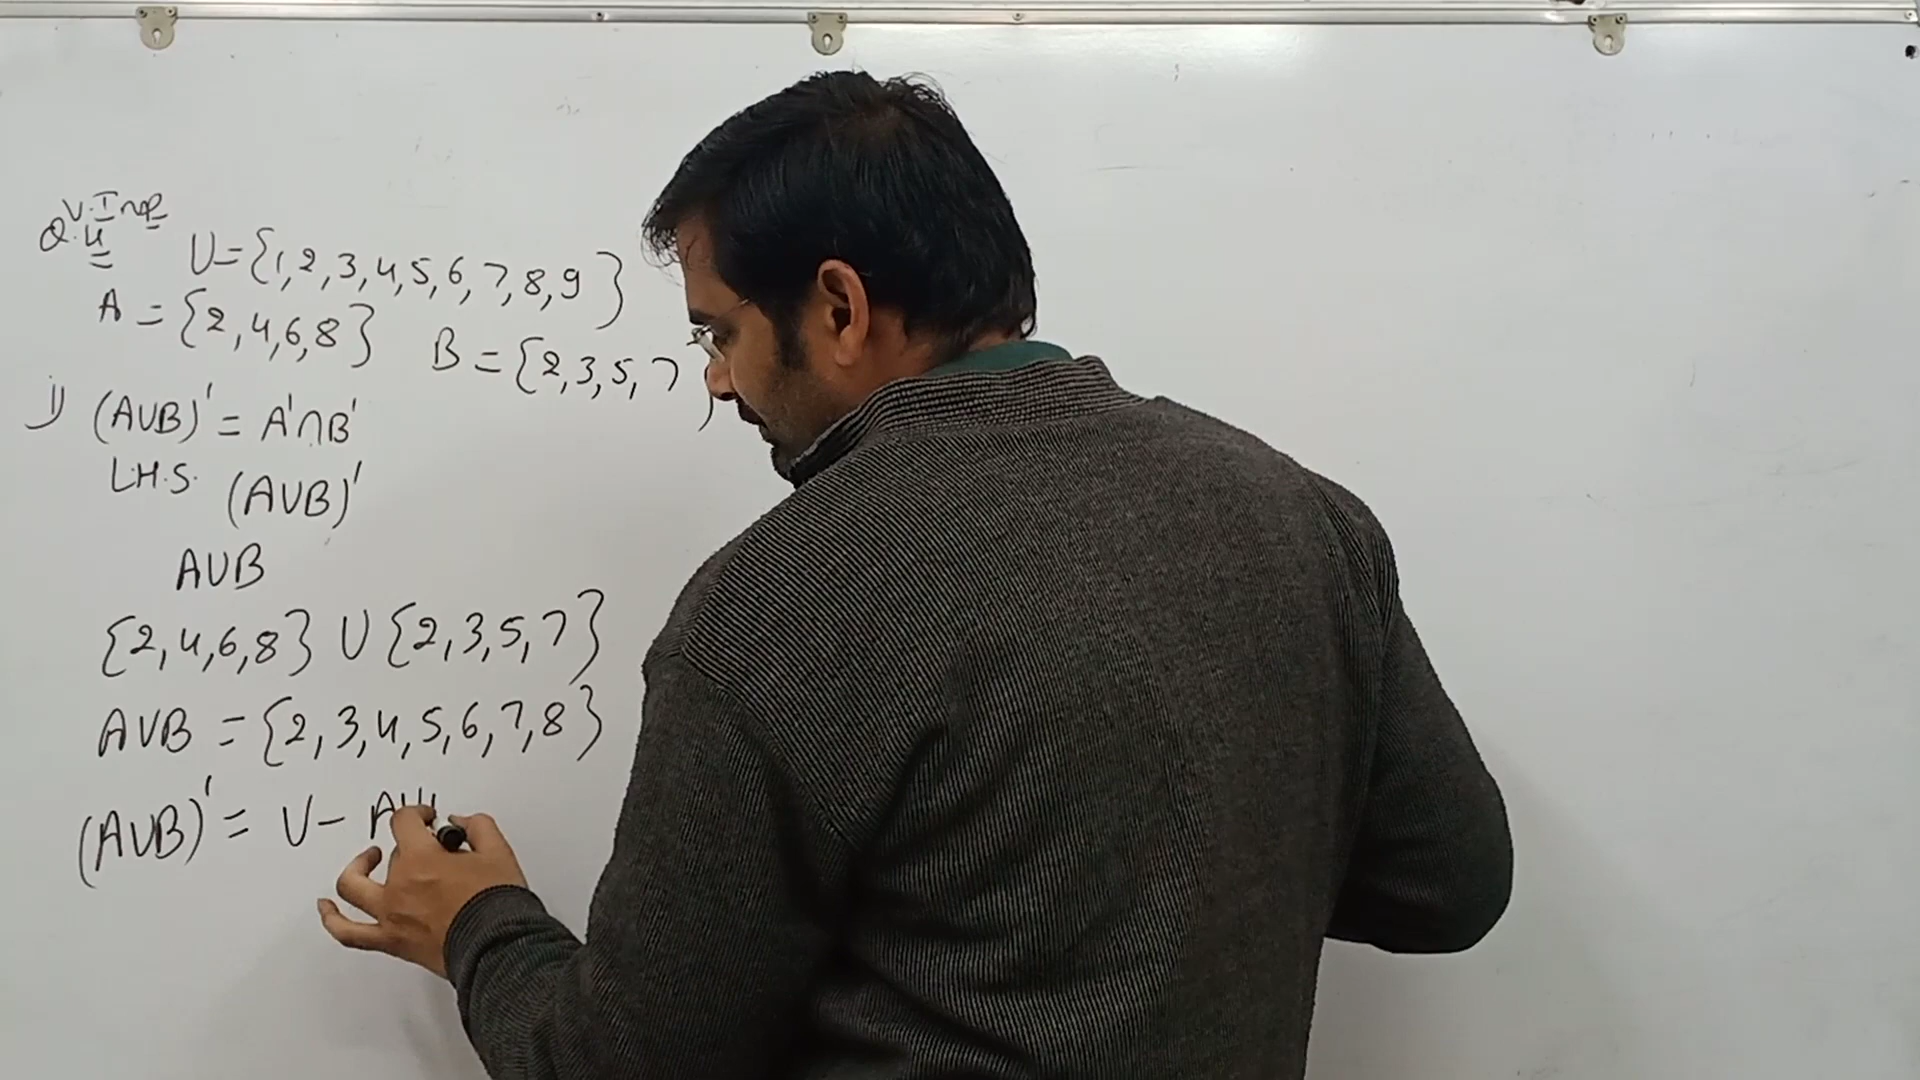 V.Imp
Q.4
U={1,2,3,4,5,6,7,8,9}
A={2,4,6,8} B={2,3,5,7
i) (A∪B)'=A'∩B'
L.H.S. (A∪B)'
A∪B
{2,4,6,8} ∪ {2,3,5,7}
A∪B={2,3,4,5,6,7,8}
(A∪B)'=U-A∪